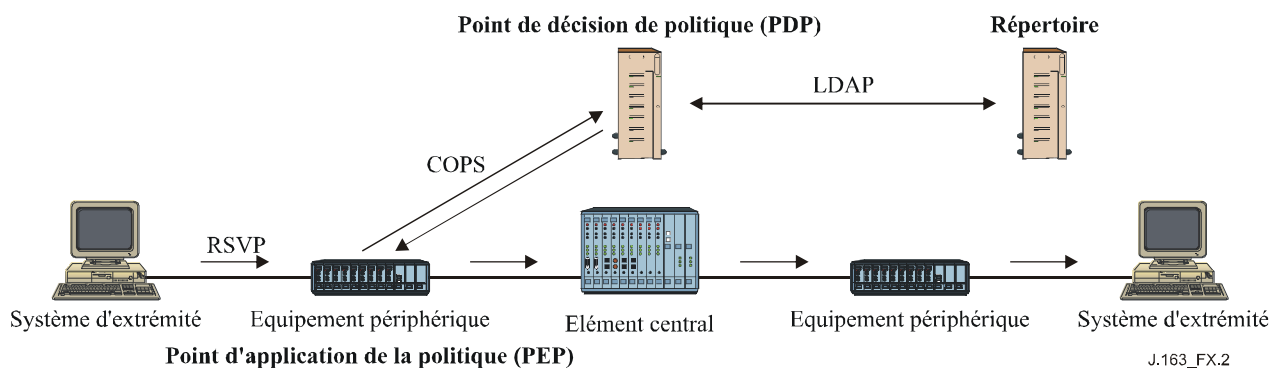 Point de décision de politique (PDP)
Répertoire
LDAP
COPS
RSVP
Système d'extrémité
Equipement périphérique
Elément central
Equipement périphérique
Système d'extrémité
Point d'application de la politique (PEP)
J.163_FX.2